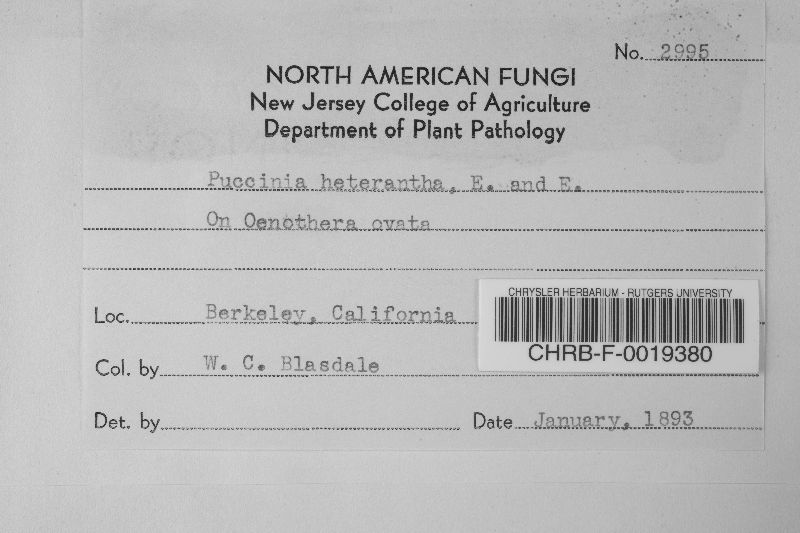 No. 2995
NORTH AMERICAN FUNGI
New Jersey College of Agriculture
Department of Plant Pathology
Puccinia heterantha, E. and E.
On Oenothera ovata
Loc. Berkeley, California
CHRYSLER HERBARIUM - RUTGERS UNIVERSITY
CHRB-F-0019380
Col. by W. C. Blasdale
Det. by
Date January, 1893